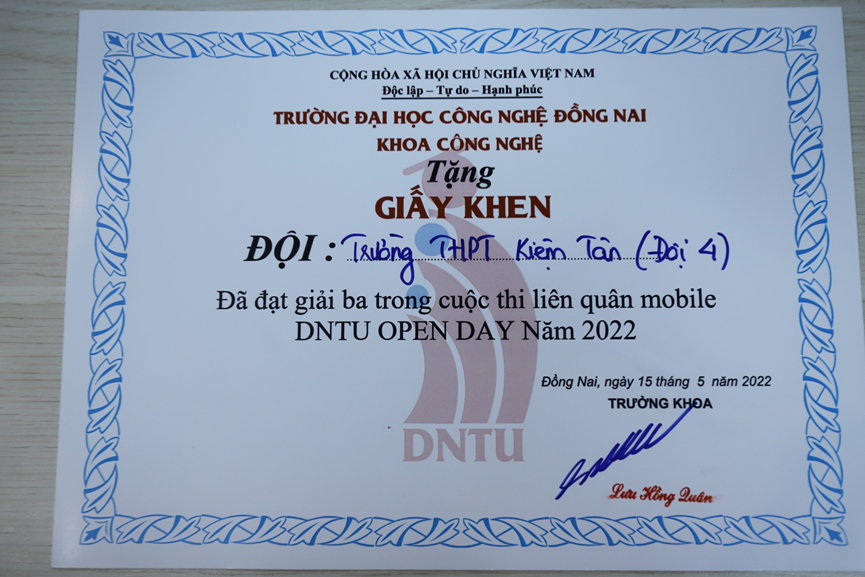 CỘNG HÒA XÃ HỘI CHỦ NGHĨA VIỆT NAM
Độc lập – Tự do – Hạnh phúc
TRƯỜNG ĐẠI HỌC CÔNG NGHỆ ĐỒNG NAI
KHOA CÔNG NGHỆ
Tặng
GIẤY KHEN
ĐỘI : Trường THPT Kiệm Tân (Đội 4)
Đã đạt giải ba trong cuộc thi liên quân mobile
DNTU OPEN DAY Năm 2022
Đồng Nai, ngày 15 tháng 5 năm 2022
TRƯỞNG KHOA
DNTU
Lưu Hồng Quân